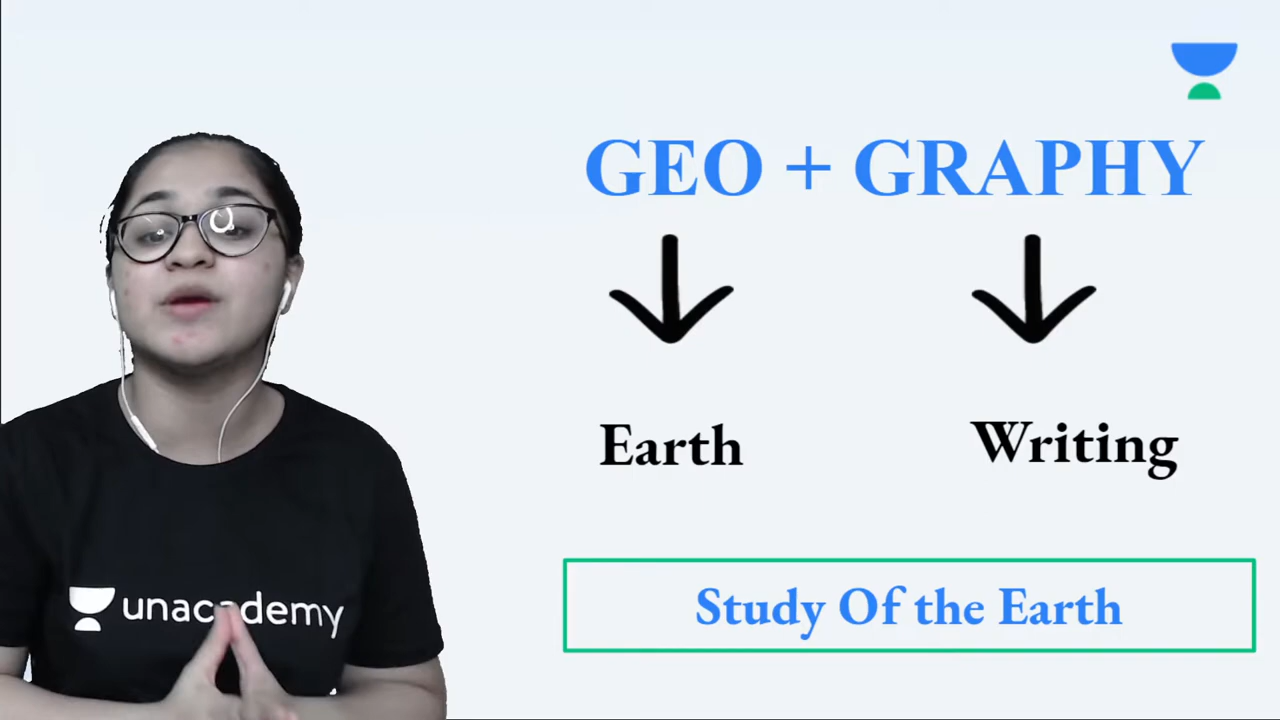 GEO + GRAPHY
Earth
Writing
Study Of the Earth
unacademy